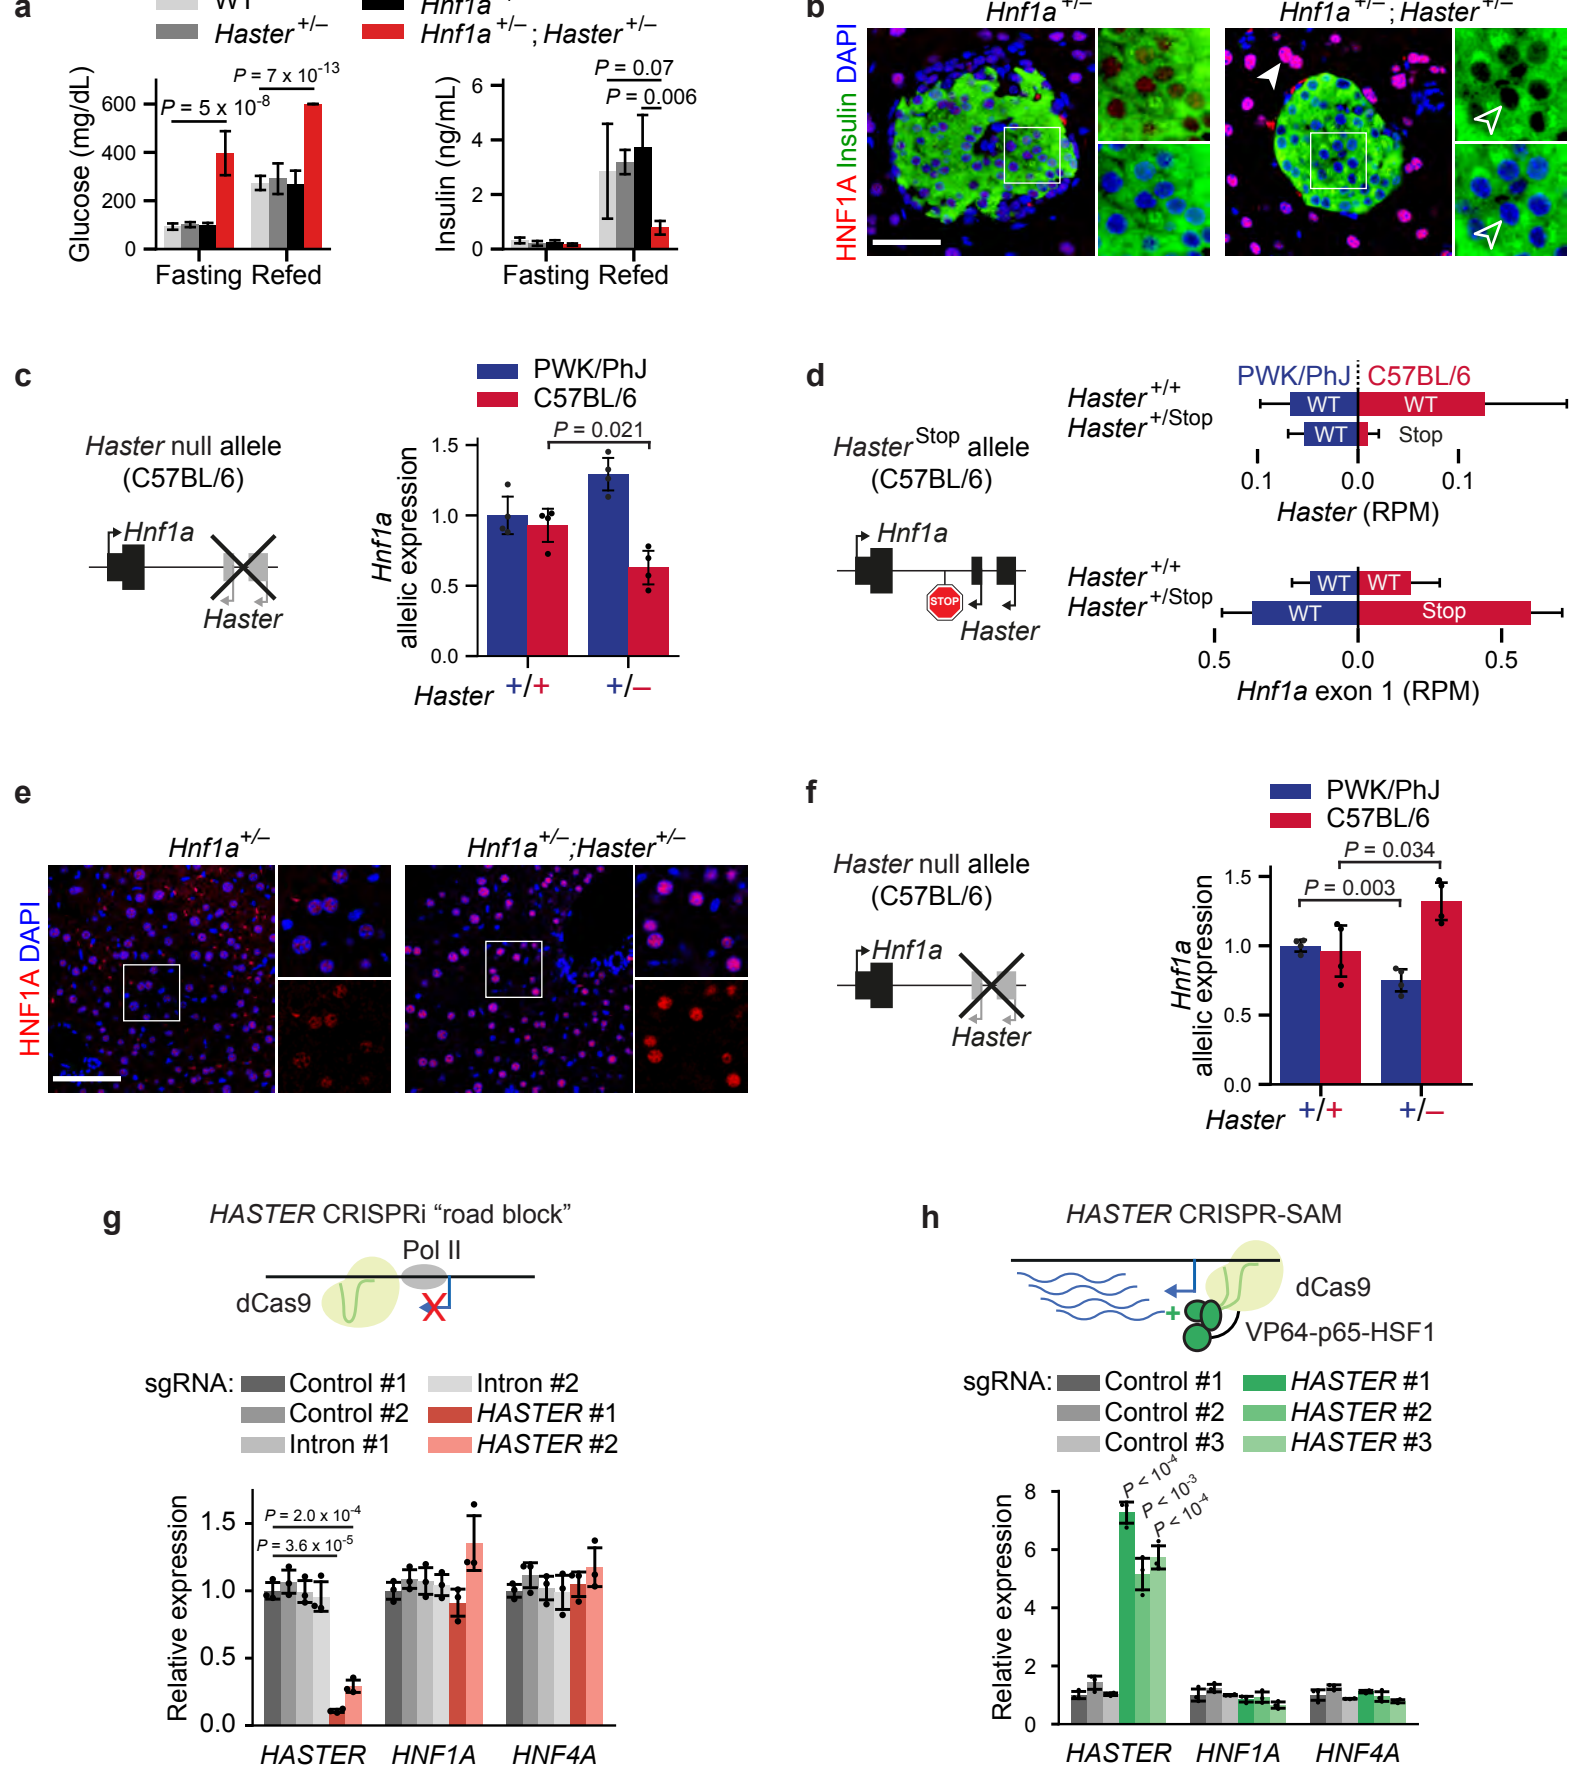 a
WT
Hnf1a+/–
Haster+/–
Hnf1a+/–; Haster+/–
Glucose (mg/dL)
600
400
200
0
P = 5 x 10-8
P = 7 x 10-13
Fasting Refed
Insulin (ng/mL)
6
4
2
0
P = 0.07
P = 0.006
Fasting Refed
b
Hnf1a+/–
Hnf1a+/–; Haster+/–
HNF1A Insulin DAPI
c
Haster null allele
(C57BL/6)
Hnf1a
Haster
PWK/PhJ
C57BL/6
P = 0.021
Hnf1a
allelic expression
1.5
1.0
0.5
0.0
Haster +/+ +/–
d
HasterStop allele
(C57BL/6)
Hnf1a
STOP
Haster
PWK/PhJ C57BL/6
Haster+/+ WT WT
Haster+/Stop WT Stop
0.1 0.0 0.1
Haster (RPM)
Haster+/+ WT WT
Haster+/Stop WT Stop
0.5 0.0 0.5
Hnf1a exon 1 (RPM)
e
Hnf1a+/–
Hnf1a+/–;Haster+/–
HNF1A DAPI
f
Haster null allele
(C57BL/6)
Hnf1a
Haster
PWK/PhJ
C57BL/6
P = 0.034
P = 0.003
Hnf1a
allelic expression
1.5
1.0
0.5
0.0
Haster +/+ +/–
g
HASTER CRISPRi “road block”
Pol II
dCas9
X
sgRNA: Control #1 Intron #2
Control #2 HASTER #1
Intron #1 HASTER #2
Relative expression
1.5
1.0
0.5
0.0
P = 2.0 x 10-4
P = 3.6 x 10-5
HASTER HNF1A HNF4A
h
HASTER CRISPR-SAM
dCas9
+
VP64-p65-HSF1
sgRNA: Control #1 HASTER #1
Control #2 HASTER #2
Control #3 HASTER #3
Relative expression
8
6
4
2
0
P < 10-4
P < 10-3
P < 10-4
HASTER HNF1A HNF4A